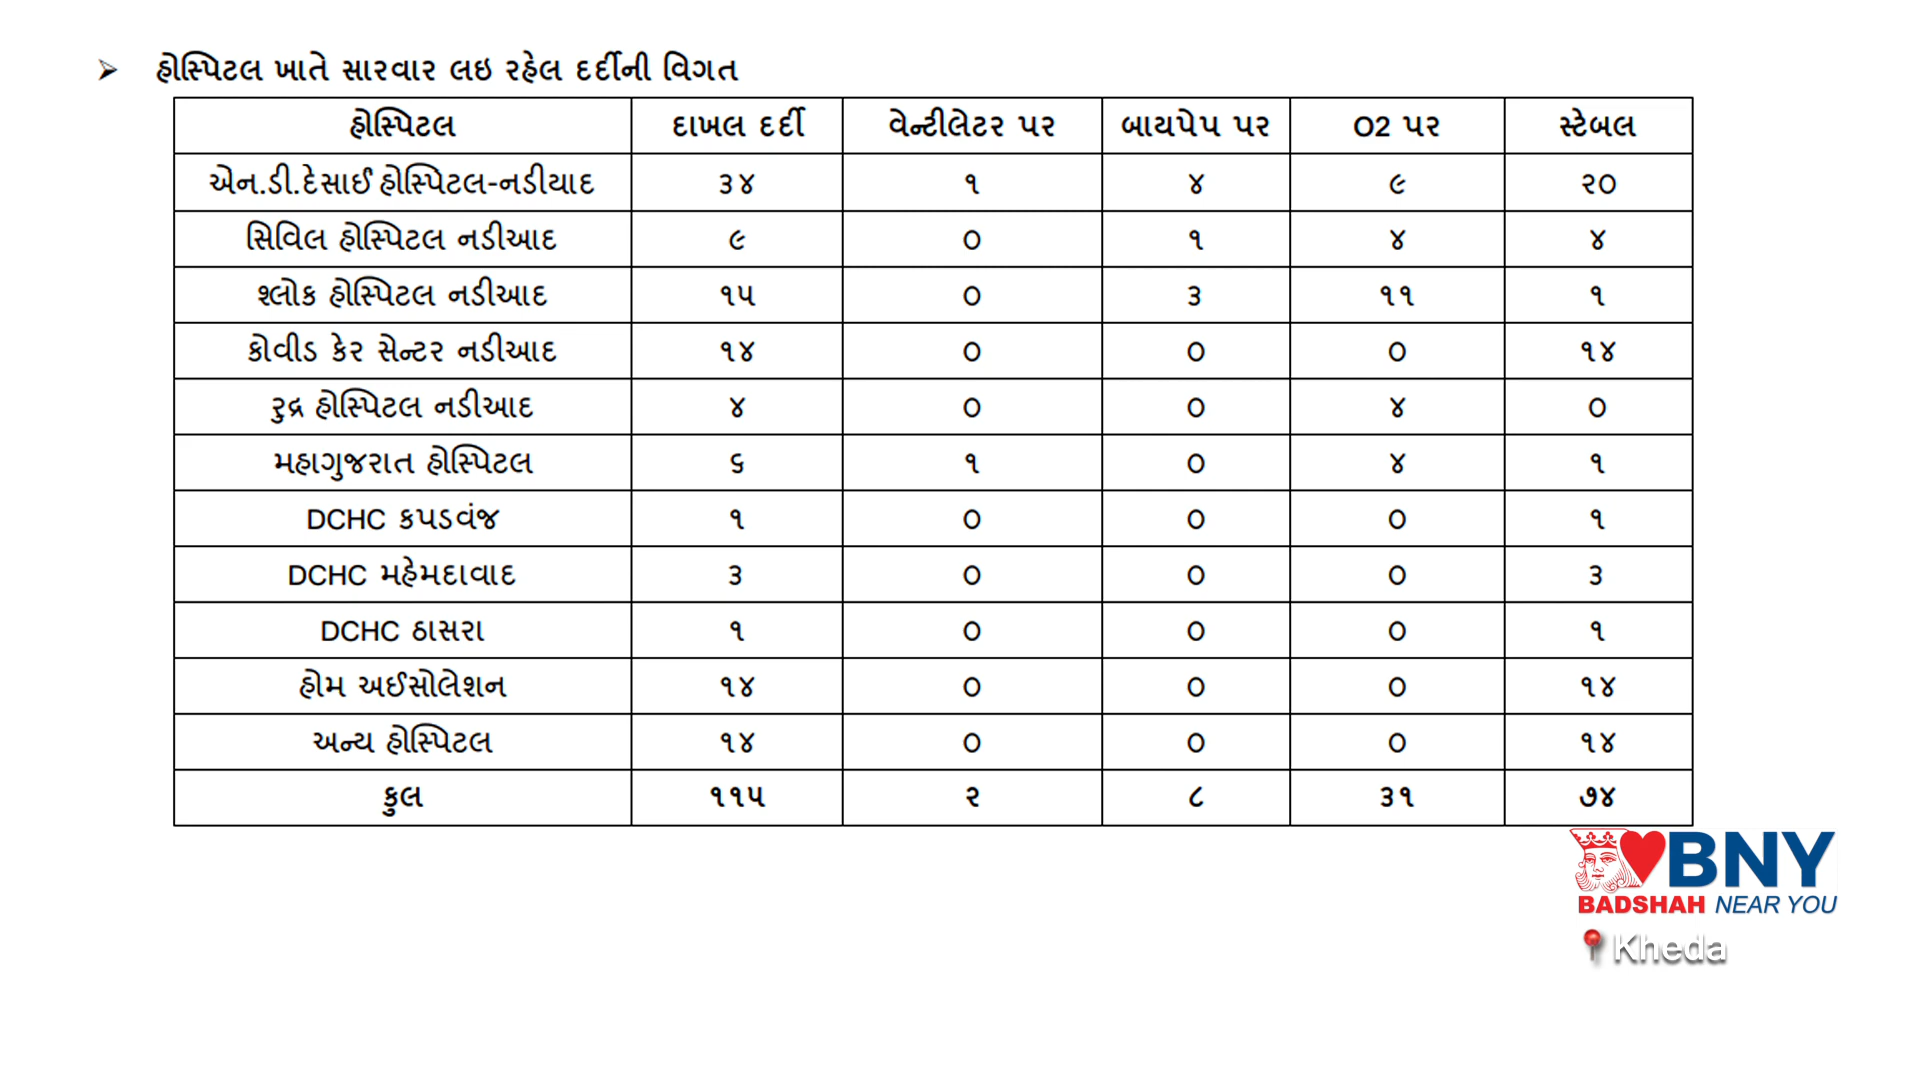 ➢ હોસ્પિટલ ખાતે સારવાર લઇ રહેલ દર્દીની વિગત
હોસ્પિટલ દાખલ દર્દી વેન્ટીલેટર પર બાયપેપ પર O2 પર સ્ટેબલ
એન.ડી.દેસાઈ હોસ્પિટલ-નડીયાદ ૩૪ ૧ ૪ ૯ ૨૦
સિવિલ હોસ્પિટલ નડીઆદ ૯ ૦ ૧ ૪ ૪
શ્લોક હોસ્પિટલ નડીઆદ ૧૫ ૦ ૩ ૧૧ ૧
કોવીડ કેર સેન્ટર નડીઆદ ૧૪ ૦ ૦ ૦ ૧૪
રુદ્ર હોસ્પિટલ નડીઆદ ૪ ૦ ૦ ૪ ૦
મહાગુજરાત હોસ્પિટલ ૬ ૧ ૦ ૪ ૧
DCHC કપડવંજ ૧ ૦ ૦ ૦ ૧
DCHC મહેમદાવાદ ૩ ૦ ૦ ૦ ૩
DCHC ઠાસરા ૧ ૦ ૦ ૦ ૧
હોમ અઈસોલેશન ૧૪ ૦ ૦ ૦ ૧૪
અન્ય હોસ્પિટલ ૧૪ ૦ ૦ ૦ ૧૪
કુલ ૧૧૫ ૨ ૮ ૩૧ ૭૪
BNY
BADSHAH NEAR YOU
Kheda